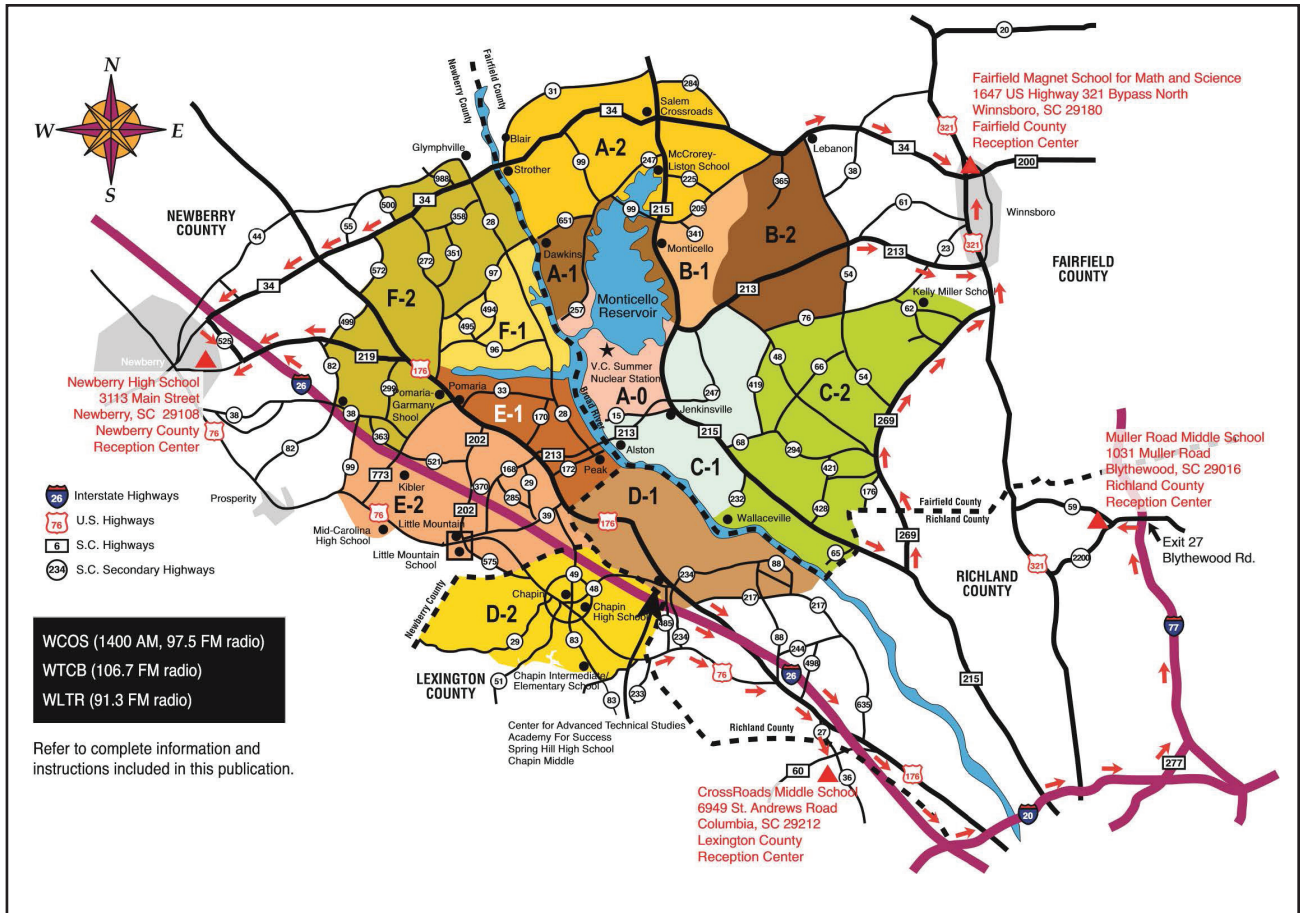 N
W
E
S
Fairfield County
Newberry County
31
284
20
Fairfield Magnet School for Math and Science
1647 US Highway 321 Bypass North
Winnsboro, SC 29180
Fairfield County
Reception Center
321
34
Salem
Crossroads
Blair
Glymphville
Strother
99
A-2
247
McCrorey-
Liston School
225
Lebanon
34
200
38
365
988
500
34
358
28
55
44
NEWBERRY
COUNTY
651
99
215
205
341
61
Winnsboro
Dawkins
Monticello
B-2
23
213
321
FAIRFIELD
COUNTY
272
351
572
97
A-1
B-1
54
F-2
257
Monticello
Reservoir
213
Kelly Miller School
62
34
494
495
F-1
76
499
96
48
66
525
Newberry
219
82
176
V.C. Summer
Nuclear Station
419
54
C-2
26
299
Pomaria-
Garmany
Shool
Pomaria
33
A-0
247
Newberry High School
3113 Main Street
Newberry, SC 29108
Newberry County
Reception Center
E-1
170
28
Broad River
15
Jenkinsville
269
38
76
38
363
202
213
215
68
294
82
213
Alston
421
Muller Road Middle School
1031 Muller Road
Blythewood, SC 29016
Richland County
Reception Center
99
773
521
168
172
Peak
C-1
176
Kibler
370
29
285
232
428
Fairfield County
Richland County
59
Prosperity
E-2
76
202
39
D-1
Wallaceville
Exit 27
Blythewood Rd.
Mid-Carolina
High School
Little Mountain
176
269
Little Mountain
School
575
65
321
2200
26
Interstate Highways
76
U.S. Highways
6
S.C. Highways
234
S.C. Secondary Highways
Newberry County
49
48
234
88
RICHLAND
COUNTY
Chapin
Chapin
High School
217
217
D-2
485
234
88
77
29
83
244
498
LEXINGTON
COUNTY
51
Chapin Intermediate/
Elementary School
76
26
215
83
233
635
WCOS (1400 AM, 97.5 FM radio)
WTCB (106.7 FM radio)
WLTR (91.3 FM radio)
Center for Advanced Technical Studies
Academy For Success
Spring Hill High School
Chapin Middle
Richland County
27
Refer to complete information and
instructions included in this publication.
60
36
176
277
CrossRoads Middle School
6949 St. Andrews Road
Columbia, SC 29212
Lexington County
Reception Center
20